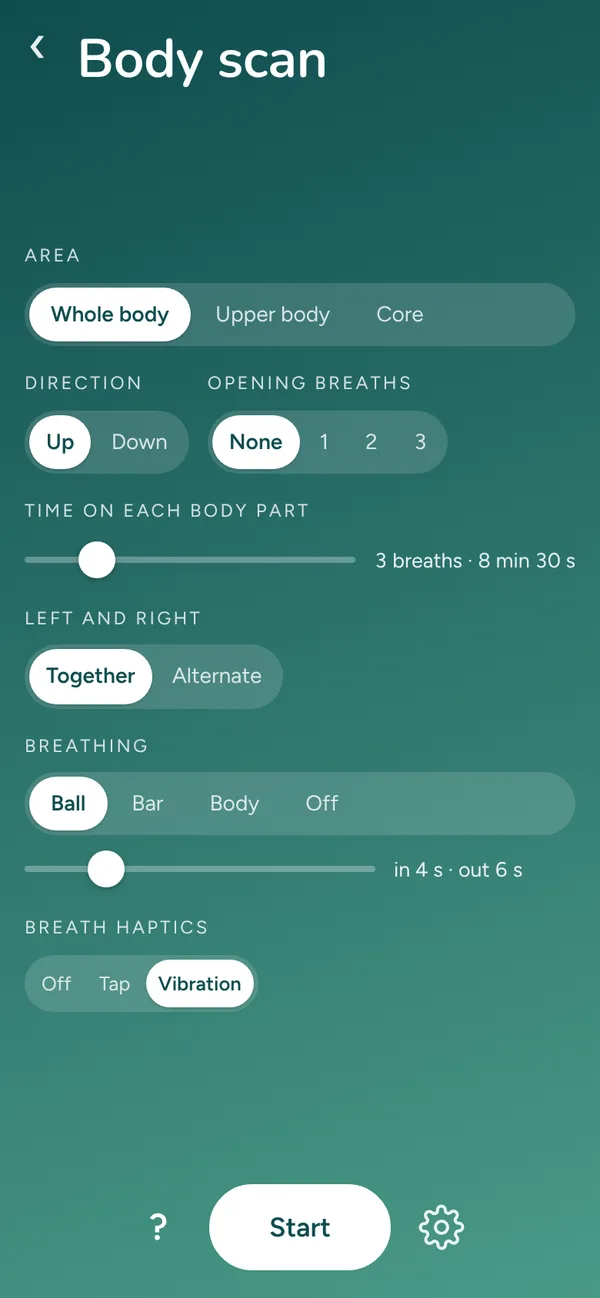 Body scan
AREA
Whole body Upper body Core
DIRECTION OPENING BREATHS
Up Down None 1 2 3
TIME ON EACH BODY PART
3 breaths · 8 min 30 s
LEFT AND RIGHT
Together Alternate
BREATHING
Ball Bar Body Off
in 4 s · out 6 s
BREATH HAPTICS
Off Tap Vibration
? Start